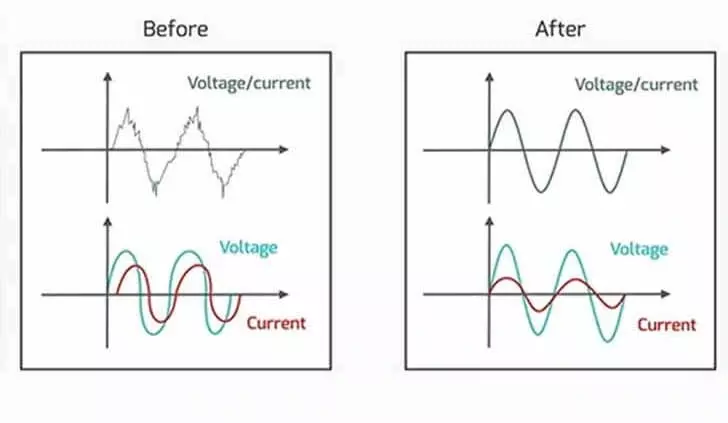 Before
Voltage/current
Voltage
Current
After
Voltage/current
Voltage
Current